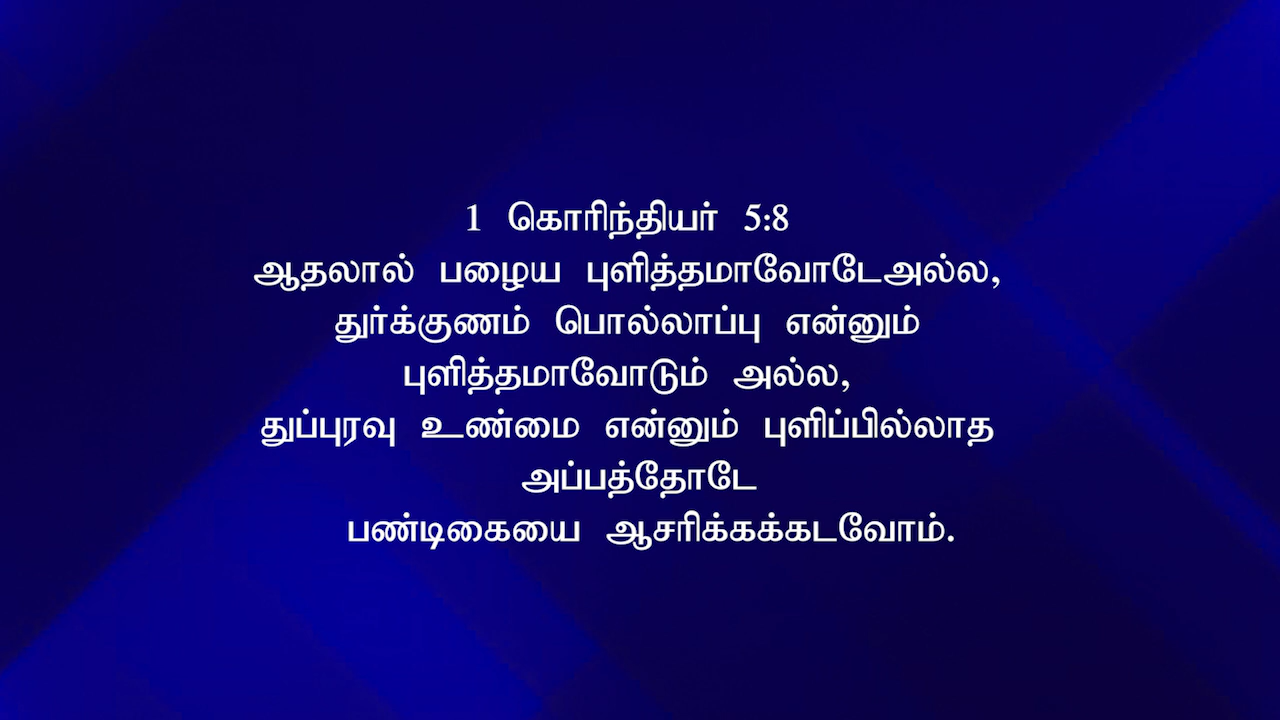 1 கொரிந்தியர் 5:8
ஆதலால் பழைய புளித்தமாவோடேஅல்ல,
துர்க்குணம் பொல்லாப்பு என்னும்
புளித்தமாவோடும் அல்ல,
துப்புரவு உண்மை என்னும் புளிப்பில்லாத
அப்பத்தோடே
பண்டிகையை ஆசரிக்கக்கடவோம்.